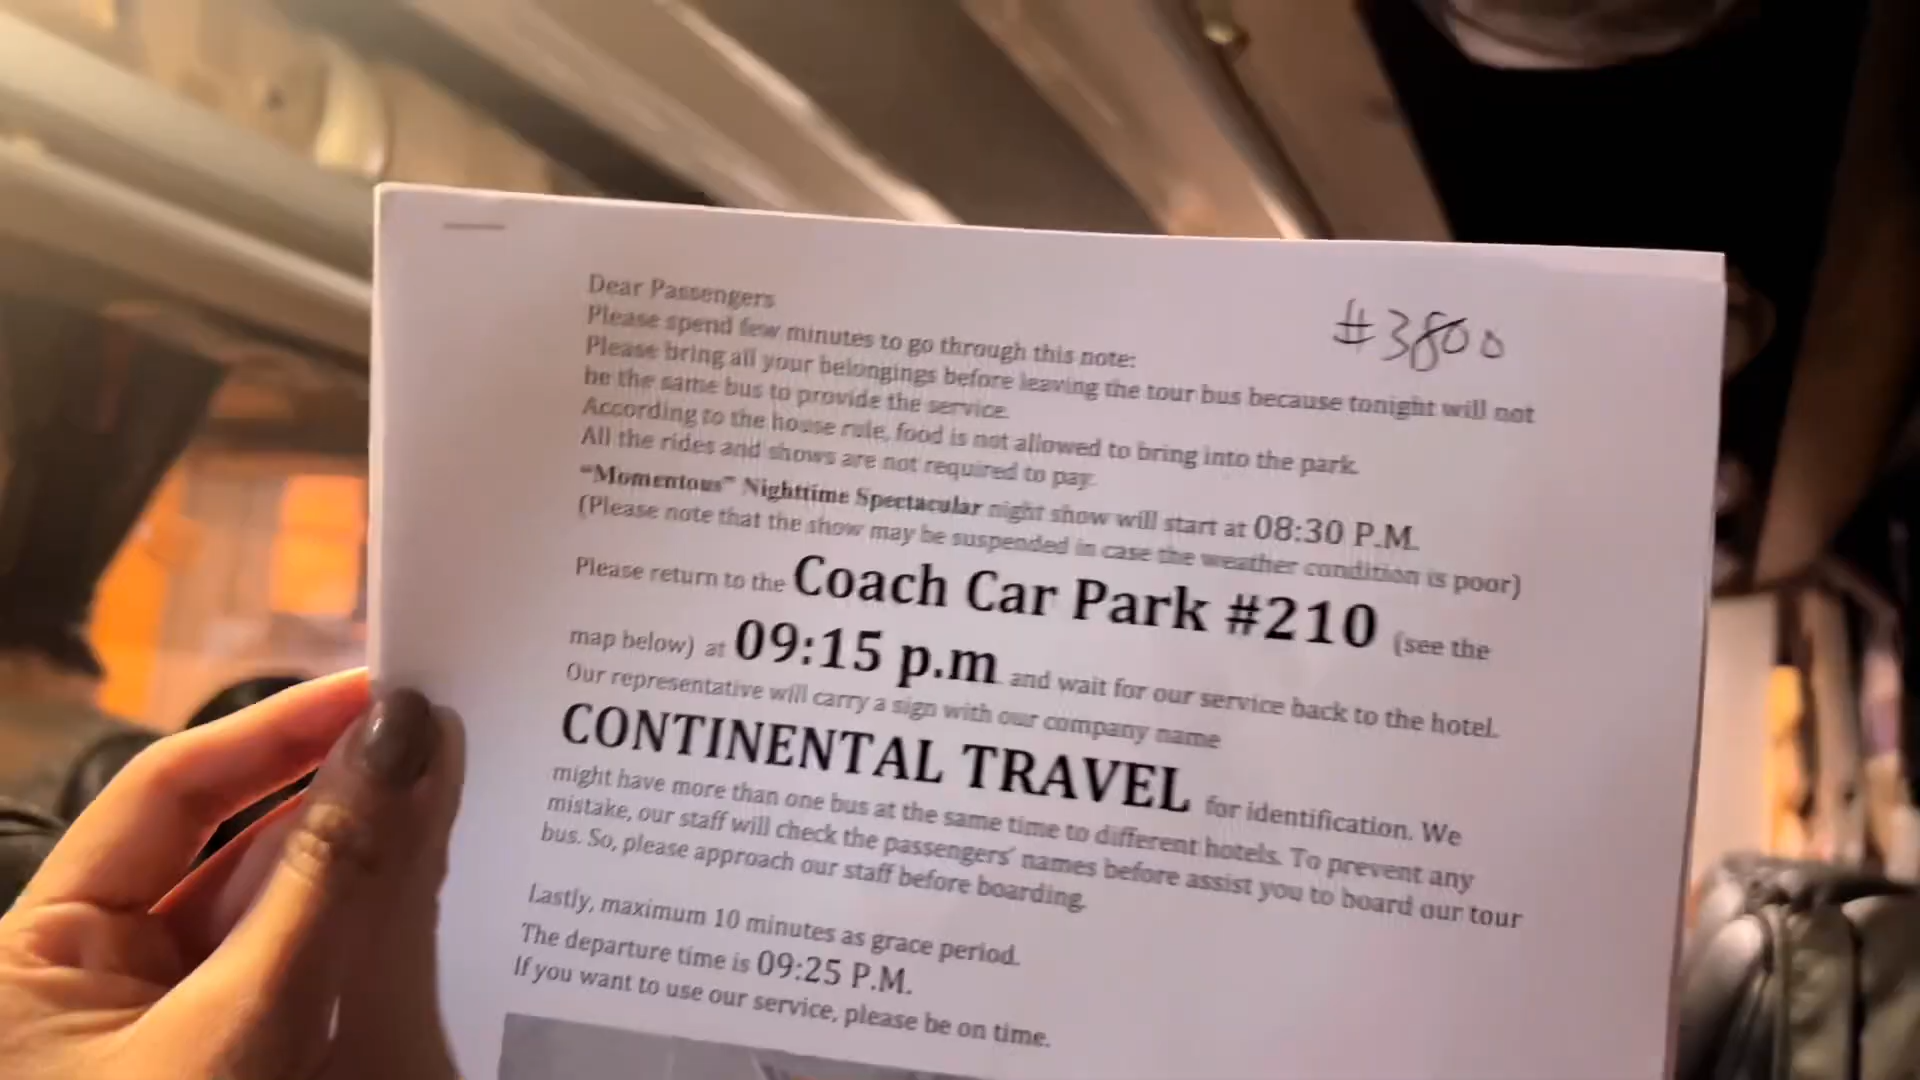 #3800
Dear Passengers
Please spend few minutes to go through this note:
Please bring all your belongings before leaving the tour bus because tonight will not
be the same bus to provide the service.
According to the house rule, food is not allowed to bring into the park.
All the rides and shows are not required to pay.
“Momentous” Nighttime Spectacular night show will start at 08:30 P.M.
(Please note that the show may be suspended in case the weather condition is poor)
Please return to the Coach Car Park #210 (see the
map below) at 09:15 p.m and wait for our service back to the hotel.
Our representative will carry a sign with our company name
CONTINENTAL TRAVEL for identification. We
might have more than one bus at the same time to different hotels. To prevent any
mistake, our staff will check the passengers’ names before assist you to board our tour
bus. So, please approach our staff before boarding.
Lastly, maximum 10 minutes as grace period.
The departure time is 09:25 P.M.
If you want to use our service, please be on time.